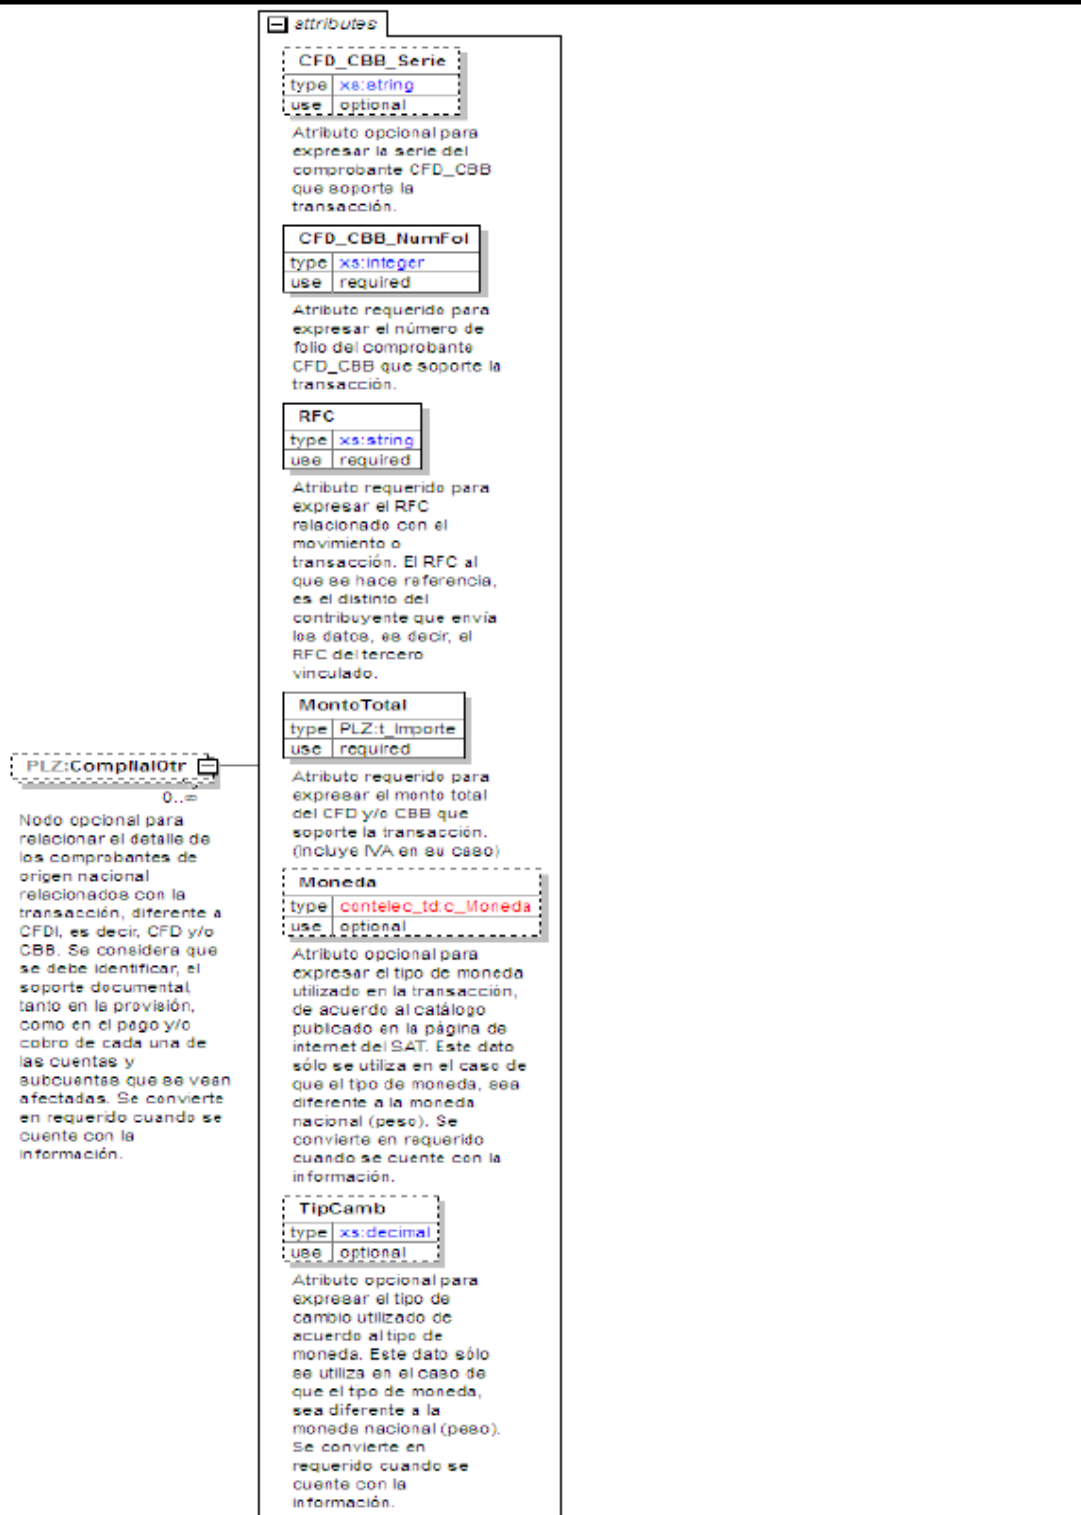 attributes
CFD_CBB_Serie
type xs:string
use optional
Atributo opcional para
expresar la serie del
comprobante CFD_CBB
que soporte la
transacción.
CFD_CBB_NumFol
type xs:integer
use required
Atributo requerido para
expresar el número de
folio del comprobante
CFD_CBB que soporte la
transacción.
RFC
type xs:string
use required
Atributo requerido para
expresar el RFC
relacionado con el
movimiento o
transacción. El RFC al
que se hace referencia,
es el distinto del
contribuyente que envía
los datos, es decir, el
RFC del tercero
vinculado.
MontoTotal
type PLZ:t_Importe
use required
Atributo requerido para
expresar el monto total
del CFD y/o CBB que
soporte la transacción.
(Incluye IVA en su caso)
Moneda
type contelec_td:c_Moneda
use optional
Atributo opcional para
expresar el tipo de moneda
utilizado en la transacción,
de acuerdo al catálogo
publicado en la página de
internet del SAT. Este dato
sólo se utiliza en el caso de
que el tipo de moneda, sea
diferente a la moneda
nacional (peso). Se
convierte en requerido
cuando se cuente con la
información.
TipCamb
type xs:decimal
use optional
Atributo opcional para
expresar el tipo de
cambio utilizado de
acuerdo al tipo de
moneda. Este dato sólo
se utiliza en el caso de
que el tipo de moneda,
sea diferente a la
moneda nacional (peso).
Se convierte en
requerido cuando se
cuente con la
información.
PLZ:CompNalOtr
0..∞
Nodo opcional para
relacionar el detalle de
los comprobantes de
origen nacional
relacionados con la
transacción, diferente a
CFDI, es decir, CFD y/o
CBB. Se considera que
se debe identificar, el
soporte documental,
tanto en la provisión,
como en el pago y/o
cobro de cada una de
las cuentas y
subcuentas que se vean
afectadas. Se convierte
en requerido cuando se
cuente con la
información.